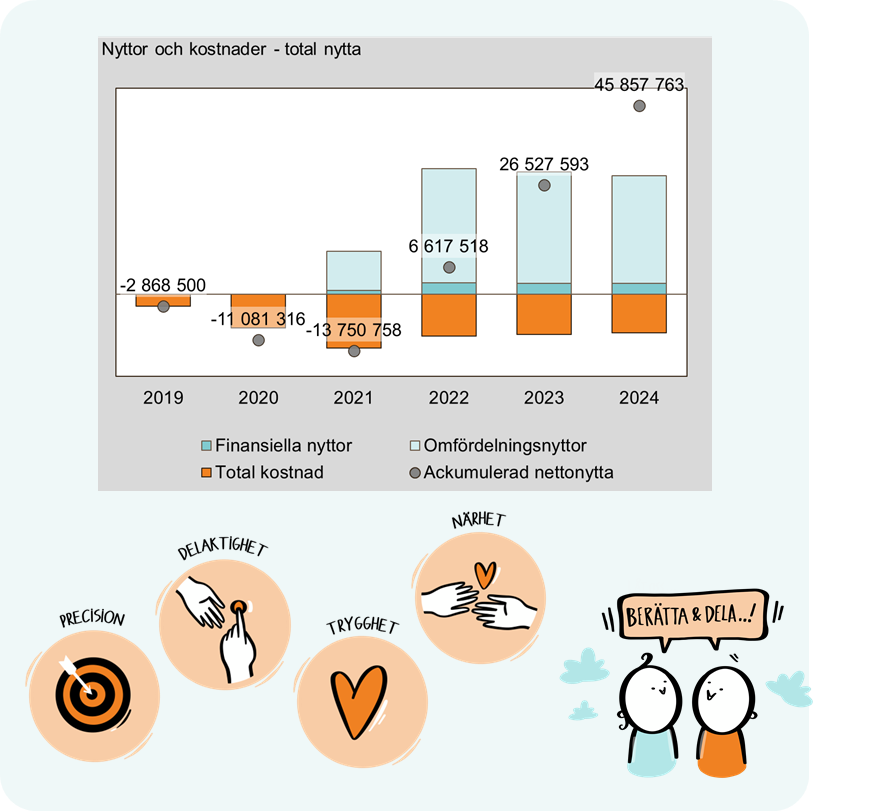 Nyttor och kostnader - total nytta
45 857 763
26 527 593
6 617 518
-2 868 500
-11 081 316
-13 750 758
2019 2020 2021 2022 2023 2024
Finansiella nyttor Omfördelningsnyttor
Total kostnad Ackumulerad nettonytta
NÄRHET
DELAKTIGHET
PRECISION
TRYGGHET
BERÄTTA & DELA...!